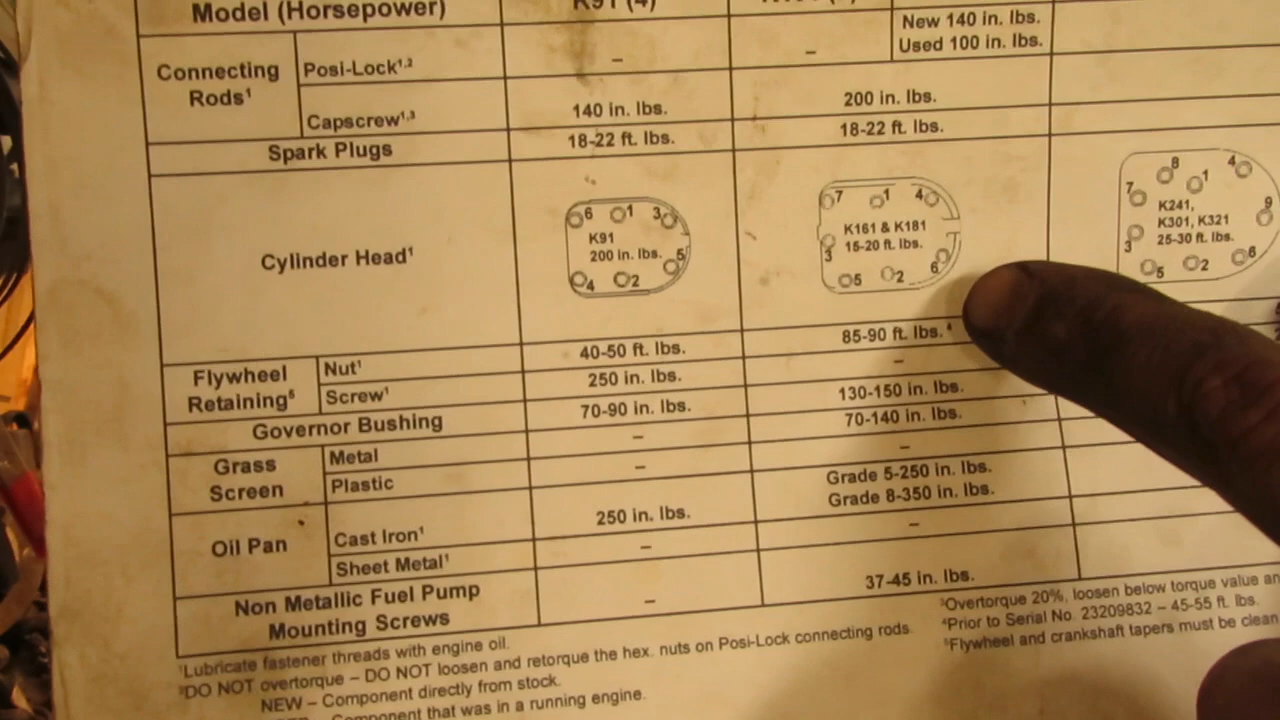 Model (Horsepower)
K91 (4)
New 140 in. lbs.
Used 100 in. lbs.
Connecting
Rods¹
Posi-Lock¹,²
–
–
Capscrew¹,³
140 in. lbs.
200 in. lbs.
Spark Plugs
18-22 ft. lbs.
18-22 ft. lbs.
Cylinder Head¹
6 1 3
K91
200 in. lbs. 5
4 2
7 1 4
K161 & K181
15-20 ft. lbs.
3
5 2 6
8 4
7 1
K241,
K301, K321
9
3
25-30 ft. lbs.
5 2 6
Flywheel
Retaining⁵
Nut¹
40-50 ft. lbs.
85-90 ft. lbs. ⁴
Screw¹
250 in. lbs.
–
Governor Bushing
70-90 in. lbs.
130-150 in. lbs.
Grass
Screen
Metal
–
70-140 in. lbs.
Plastic
–
–
Oil Pan
Cast Iron¹
250 in. lbs.
Grade 5-250 in. lbs.
Grade 8-350 in. lbs.
Sheet Metal¹
–
–
Non Metallic Fuel Pump
Mounting Screws
–
37-45 in. lbs.
¹Lubricate fastener threads with engine oil.
²DO NOT overtorque – DO NOT loosen and retorque the hex. nuts on Posi-Lock connecting rods.
NEW – Component directly from stock.
Component that was in a running engine.
³Overtorque 20%, loosen below torque value
⁴Prior to Serial No. 23209832 – 45-55 ft. lbs.
⁵Flywheel and crankshaft tapers must be clean